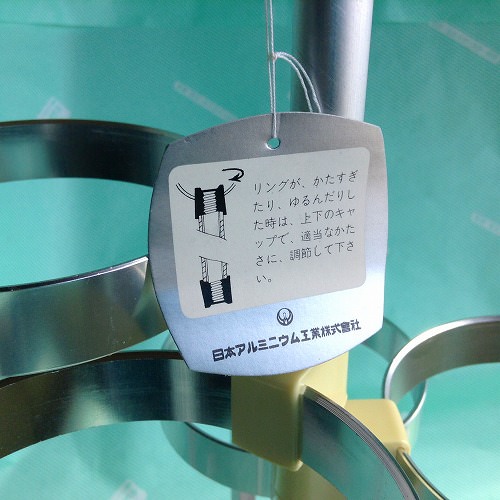 リングが、かたすぎ
たり、ゆるんだりし
た時は、上下のキャ
ップで、適当なかた
さに、調節して下さ
い。
日本アルミニウム工業株式会社